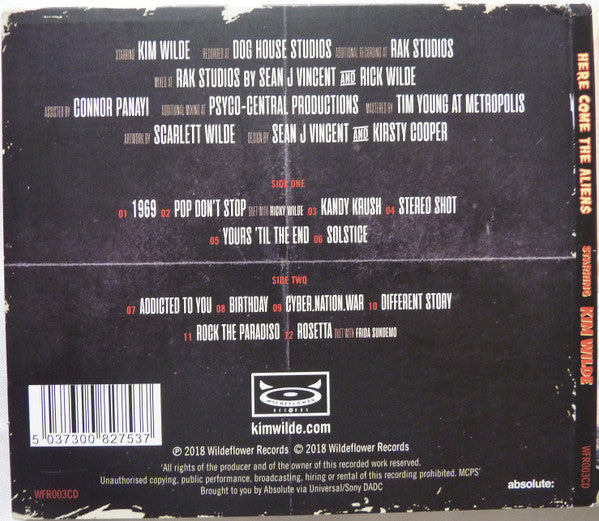 STARRING KIM WILDE RECORDED AT DOG HOUSE STUDIOS ADDITIONAL RECORDING AT RAK STUDIOS
MIXED AT RAK STUDIOS BY SEAN J VINCENT AND RICK WILDE
ASSISTED BY CONNOR PANAYI ADDITIONAL MIXING AT PSYCO-CENTRAL PRODUCTIONS MASTERED BY TIM YOUNG AT METROPOLIS
ARTWORK BY SCARLETT WILDE DESIGN BY SEAN J VINCENT AND KIRSTY COOPER
SIDE ONE
01 1969 02 POP DON'T STOP DUET WITH RICKY WILDE 03 KANDY KRUSH 04 STEREO SHOT
05 YOURS 'TIL THE END 06 SOLSTICE
SIDE TWO
07 ADDICTED TO YOU 08 BIRTHDAY 09 CYBER.NATION.WAR 10 DIFFERENT STORY
11 ROCK THE PARADISO 12 ROSETTA DUET WITH FRIDA SUNDEMO
WILDEFLOWER
RECORDS
kimwilde.com
5 037300 827537
℗ 2018 Wildeflower Records © 2018 Wildeflower Records
'All rights of the producer and of the owner of this recorded work reserved.
Unauthorised copying, public performance, broadcasting, hiring or rental of this recording prohibited. MCPS'
Brought to you by Absolute via Universal/Sony DADC
WFR003CD
absolute:
HERE COME THE ALIENS STARRING KIM WILDE WFR003CD